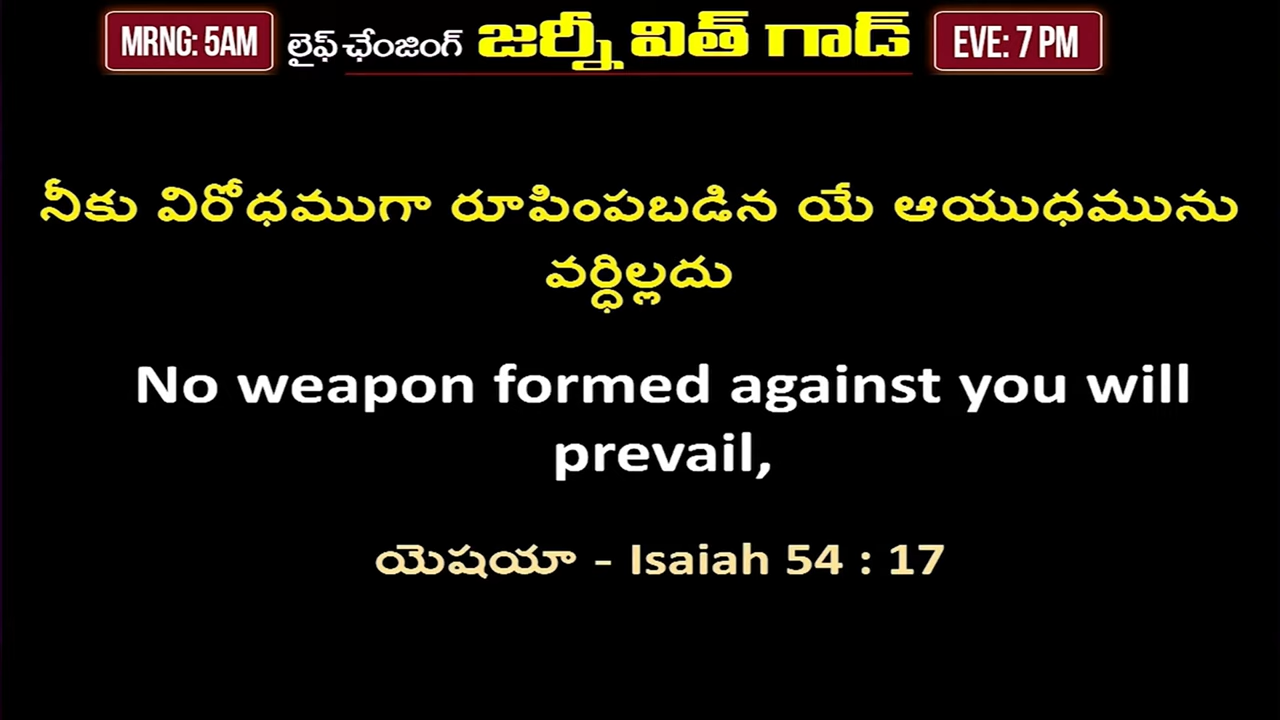 MRNG: 5AM లైఫ్ ఛేంజింగ్ జర్నీ విత్ గాడ్ EVE: 7 PM
నీకు విరోధముగా రూపింపబడిన యే ఆయుధమును
వర్ధిల్లదు
No weapon formed against you will
prevail,
యెషయా - Isaiah 54 : 17